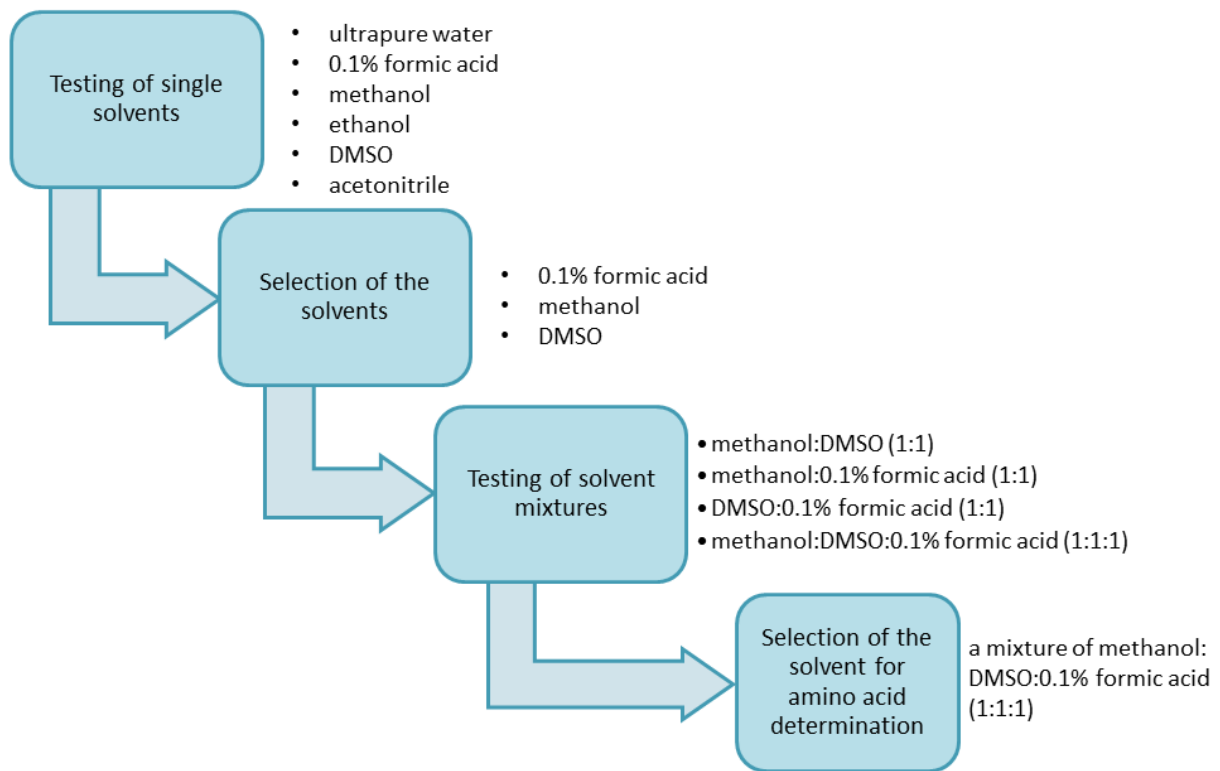 Testing of single
solvents
• ultrapure water
• 0.1% formic acid
• methanol
• ethanol
• DMSO
• acetonitrile
Selection of the
solvents
• 0.1% formic acid
• methanol
• DMSO
Testing of solvent
mixtures
• methanol:DMSO (1:1)
• methanol:0.1% formic acid (1:1)
• DMSO:0.1% formic acid (1:1)
• methanol:DMSO:0.1% formic acid (1:1:1)
Selection of the
solvent for
amino acid
determination
a mixture of methanol:
DMSO:0.1% formic acid
(1:1:1)